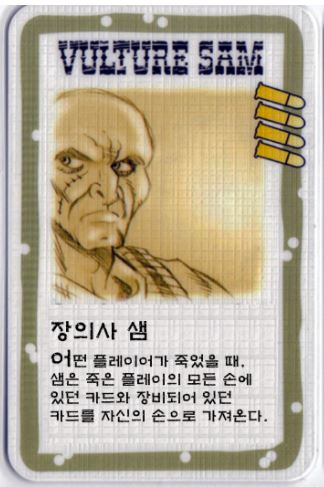 VULTURE SAM
장의사 샘
어떤 플레이어가 죽었을 때,
샘은 죽은 플레이의 모든 손에
있던 카드와 장비되어 있던
카드를 자신의 손으로 가져온다.